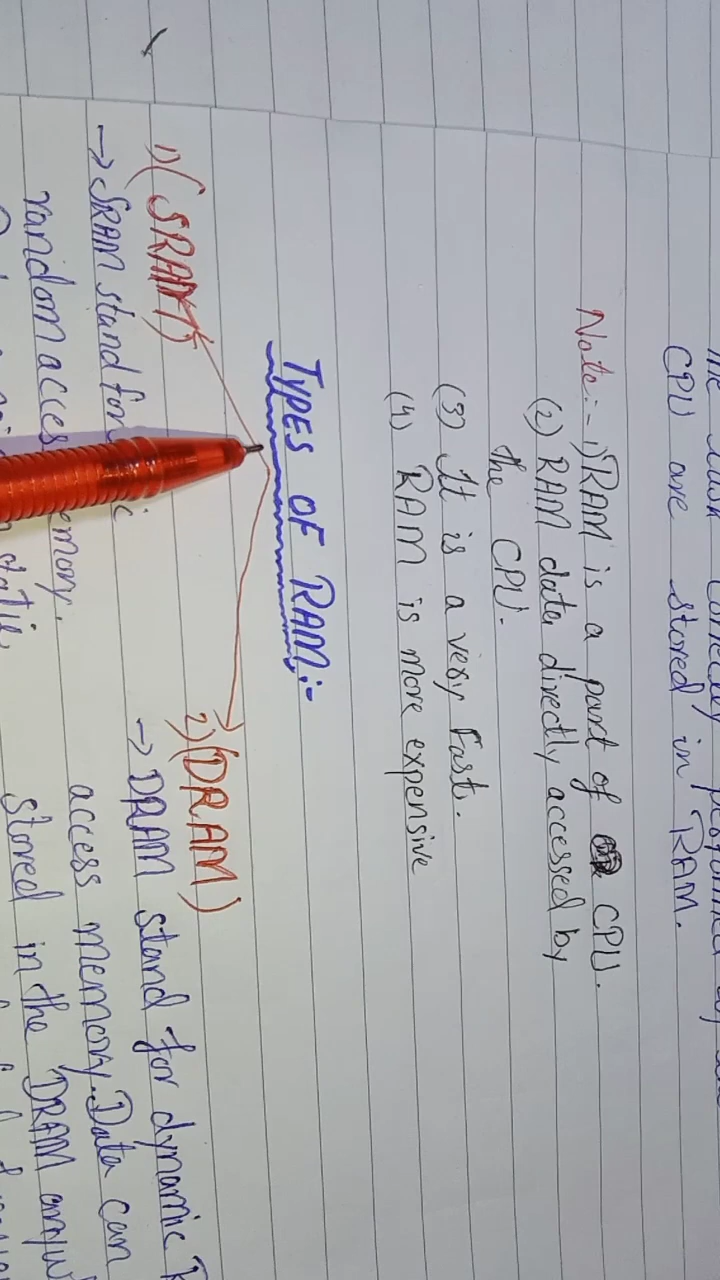 CPU are stored in RAM.
Note:- 1) RAM is a part of CPU.
(2) RAM data directly accessed by
the CPU.
(3) It is a very fast.
(4) RAM is more expensive
TYPES OF RAM:-
1) (SRAM)
→ SRAM stand for
random acces emory.
2) (DRAM)
→ DRAM stand for dynamic
access memory. Data can
stored in the DRAM